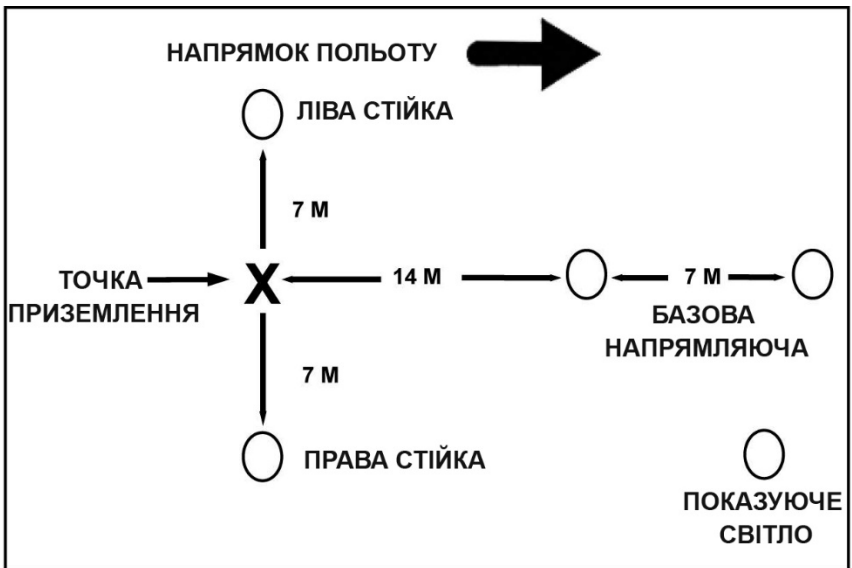 НАПРЯМОК ПОЛЬОТУ
ЛІВА СТІЙКА
7 М
ТОЧКА
ПРИЗЕМЛЕННЯ
X
14 М
7 М
БАЗОВА
НАПРЯМЛЯЮЧА
7 М
ПРАВА СТІЙКА
ПОКАЗУЮЧЕ
СВІТЛО